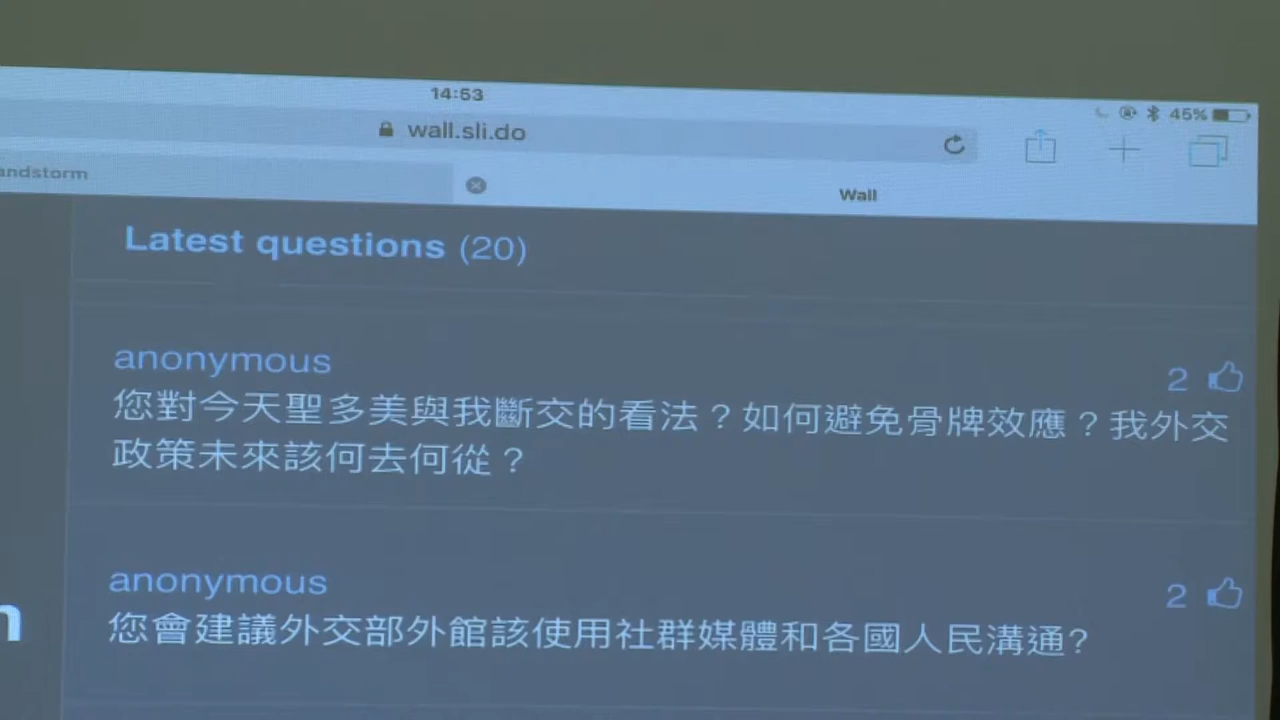 14:53
45%
wall.sli.do
andstorm
Wall
Latest questions (20)
anonymous
2
您對今天聖多美與我斷交的看法？如何避免骨牌效應？我外交
政策未來該何去何從？
anonymous
2
您會建議外交部外館該使用社群媒體和各國人民溝通?
n